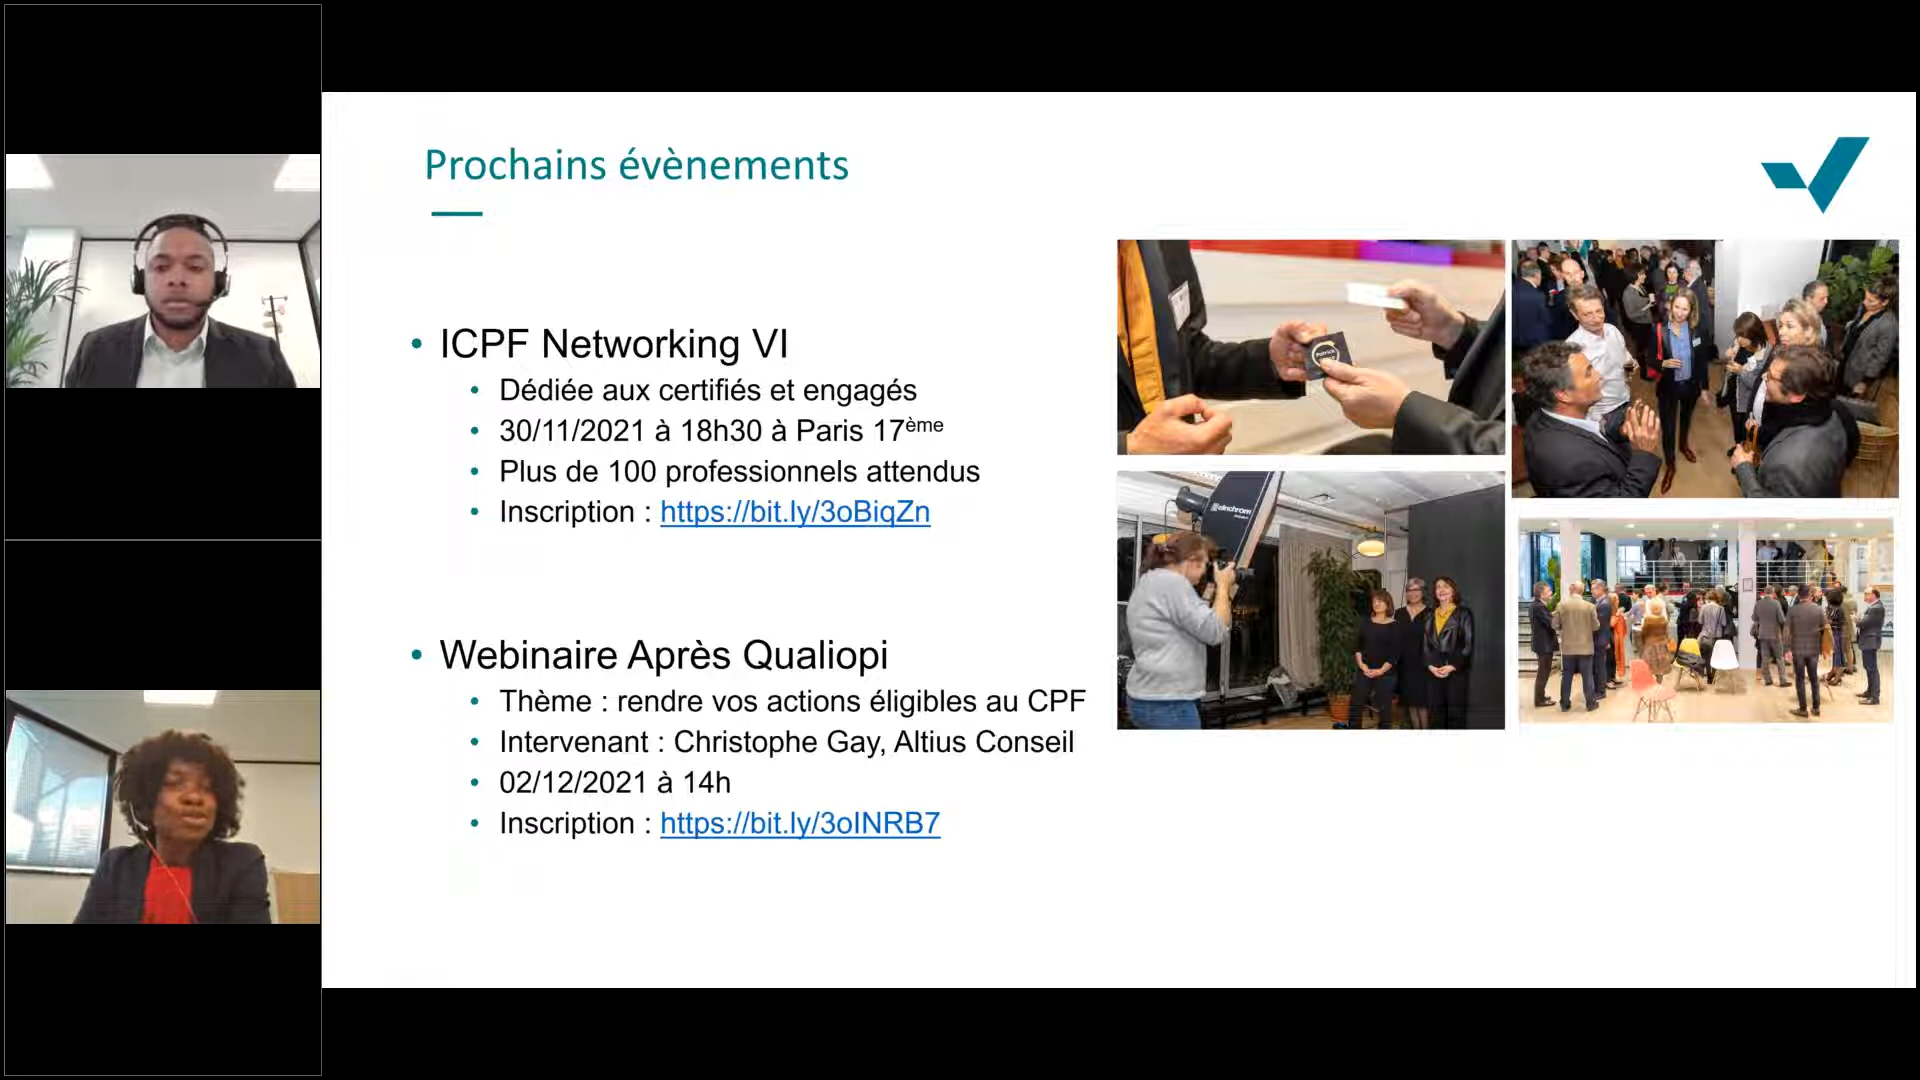 Prochains évènements
• ICPF Networking VI
• Dédiée aux certifiés et engagés
• 30/11/2021 à 18h30 à Paris 17ème
• Plus de 100 professionnels attendus
• Inscription : https://bit.ly/3oBiqZn
• Webinaire Après Qualiopi
• Thème : rendre vos actions éligibles au CPF
• Intervenant : Christophe Gay, Altius Conseil
• 02/12/2021 à 14h
• Inscription : https://bit.ly/3oINRB7
elinchrom